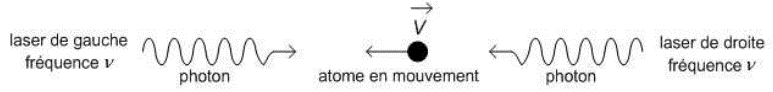 V
laser de gauche
fréquence ν
photon
atome en mouvement
photon
laser de droite
fréquence ν